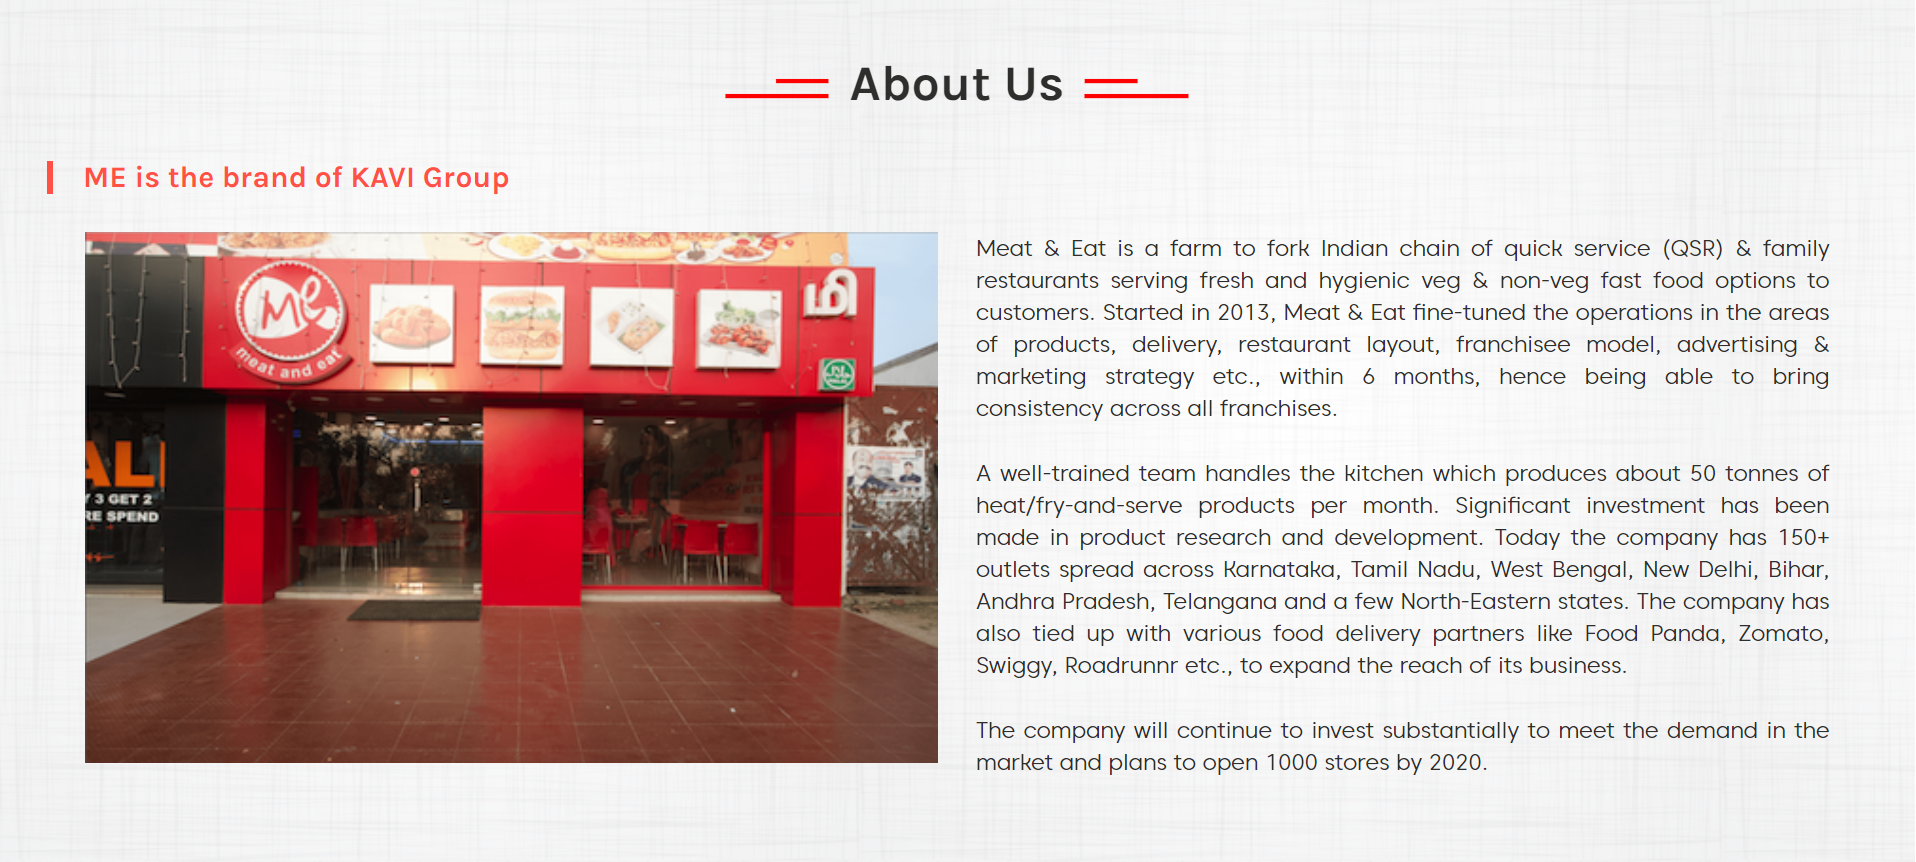 About Us
ME is the brand of KAVI Group
Me
meat and eat
மி
AL
3 GET 2
RE SPEND
Meat & Eat is a farm to fork Indian chain of quick service (QSR) & family
restaurants serving fresh and hygienic veg & non-veg fast food options to
customers. Started in 2013, Meat & Eat fine-tuned the operations in the areas
of products, delivery, restaurant layout, franchisee model, advertising &
marketing strategy etc., within 6 months, hence being able to bring
consistency across all franchises.
A well-trained team handles the kitchen which produces about 50 tonnes of
heat/fry-and-serve products per month. Significant investment has been
made in product research and development. Today the company has 150+
outlets spread across Karnataka, Tamil Nadu, West Bengal, New Delhi, Bihar,
Andhra Pradesh, Telangana and a few North-Eastern states. The company has
also tied up with various food delivery partners like Food Panda, Zomato,
Swiggy, Roadrunnr etc., to expand the reach of its business.
The company will continue to invest substantially to meet the demand in the
market and plans to open 1000 stores by 2020.